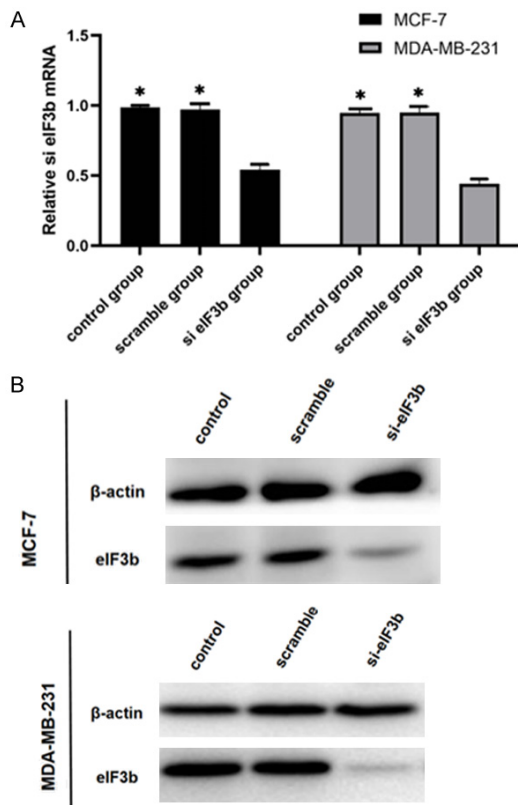 A
MCF-7
MDA-MB-231
Relative si eIF3b mRNA
1.5
1.0
0.5
0.0
* * * *
control group
scramble group
si eIF3b group
control group
scramble group
si eIF3b group
B
control
scramble
si-eIF3b
MCF-7
β-actin
eIF3b
control
scramble
si-eIF3b
MDA-MB-231
β-actin
eIF3b